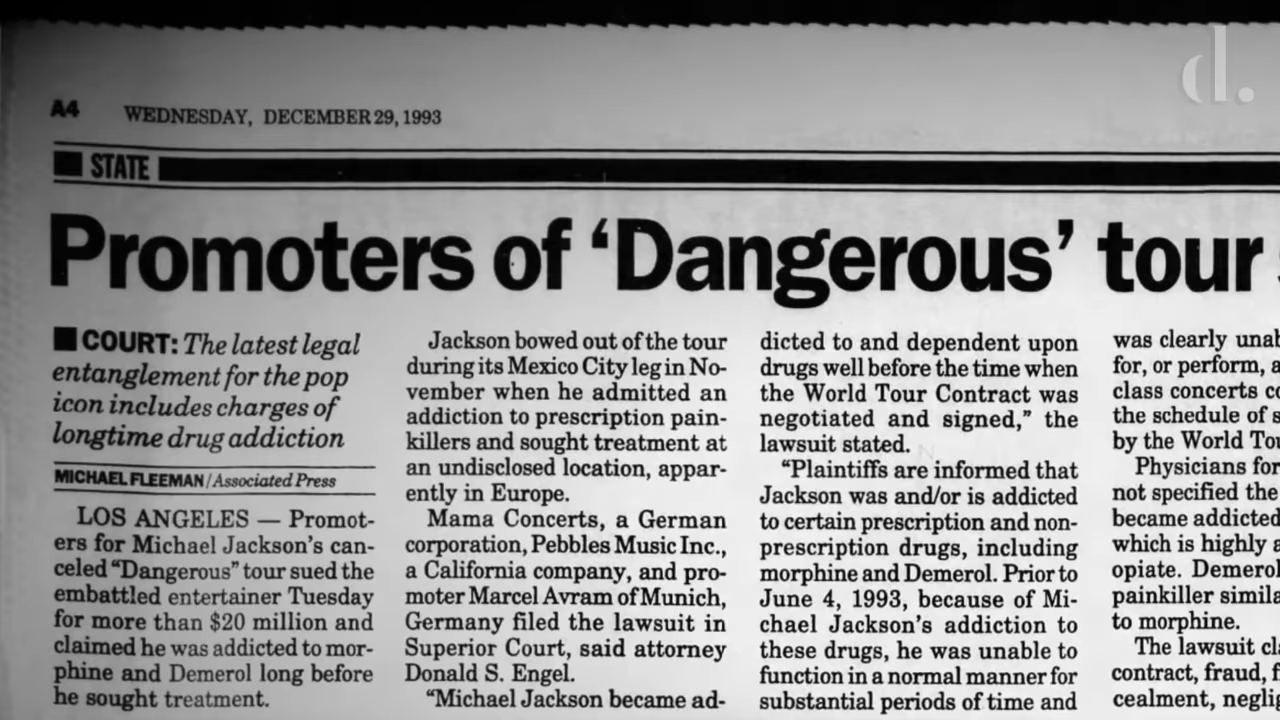 d.
A4 WEDNESDAY, DECEMBER 29, 1993
STATE
Promoters of ‘Dangerous’ tour
COURT: The latest legal
entanglement for the pop
icon includes charges of
longtime drug addiction
MICHAEL FLEEMAN/Associated Press
LOS ANGELES — Promot-
ers for Michael Jackson's can-
celed “Dangerous” tour sued the
embattled entertainer Tuesday
for more than $20 million and
claimed he was addicted to mor-
phine and Demerol long before
he sought treatment.
Jackson bowed out of the tour
during its Mexico City leg in No-
vember when he admitted an
addiction to prescription pain-
killers and sought treatment at
an undisclosed location, appar-
ently in Europe.
Mama Concerts, a German
corporation, Pebbles Music Inc.,
a California company, and pro-
moter Marcel Avram of Munich,
Germany filed the lawsuit in
Superior Court, said attorney
Donald S. Engel.
“Michael Jackson became ad-
dicted to and dependent upon
drugs well before the time when
the World Tour Contract was
negotiated and signed,” the
lawsuit stated.
“Plaintiffs are informed that
Jackson was and/or is addicted
to certain prescription and non-
prescription drugs, including
morphine and Demerol. Prior to
June 4, 1993, because of Mi-
chael Jackson's addiction to
these drugs, he was unable to
function in a normal manner for
substantial periods of time and
was clearly unab
for, or perform, a
class concerts co
the schedule of s
by the World To
Physicians for
not specified the
became addicted
which is highly a
opiate. Demerol
painkiller simila
to morphine.
The lawsuit cla
contract, fraud, f
cealment, neglig